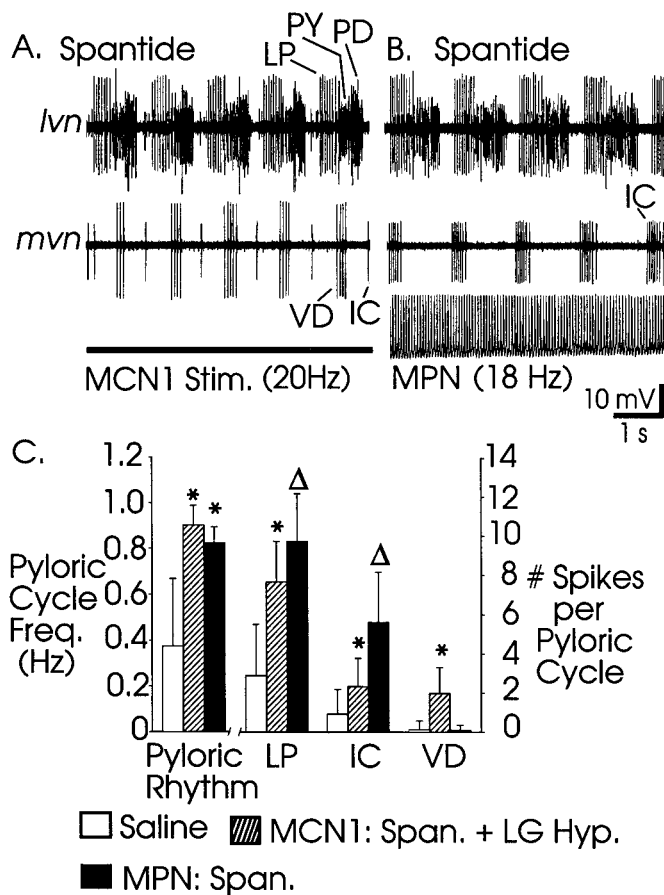 A. Spantide
PY
PD
LP
B. Spantide
lvn
IC
mvn
VD
IC
MCN1 Stim. (20Hz)
MPN (18 Hz)
10 mV
1 s
C.
1.2
1.0
0.8
0.6
0.4
0.2
0
Pyloric
Cycle
Freq.
(Hz)
* *
* Δ
* Δ
*
14
12
10
8
6
4
2
0
# Spikes
per
Pyloric
Cycle
Pyloric
Rhythm
LP
IC
VD
Saline
MCN1: Span. + LG Hyp.
MPN: Span.